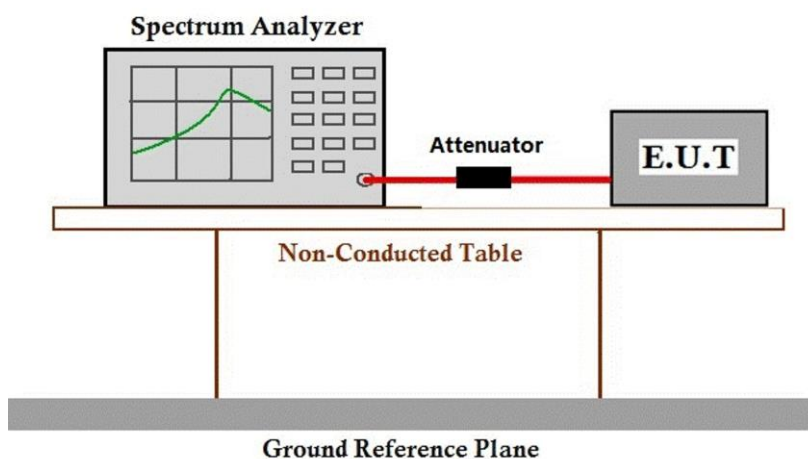 Spectrum Analyzer
Attenuator
E.U.T
Non-Conducted Table
Ground Reference Plane